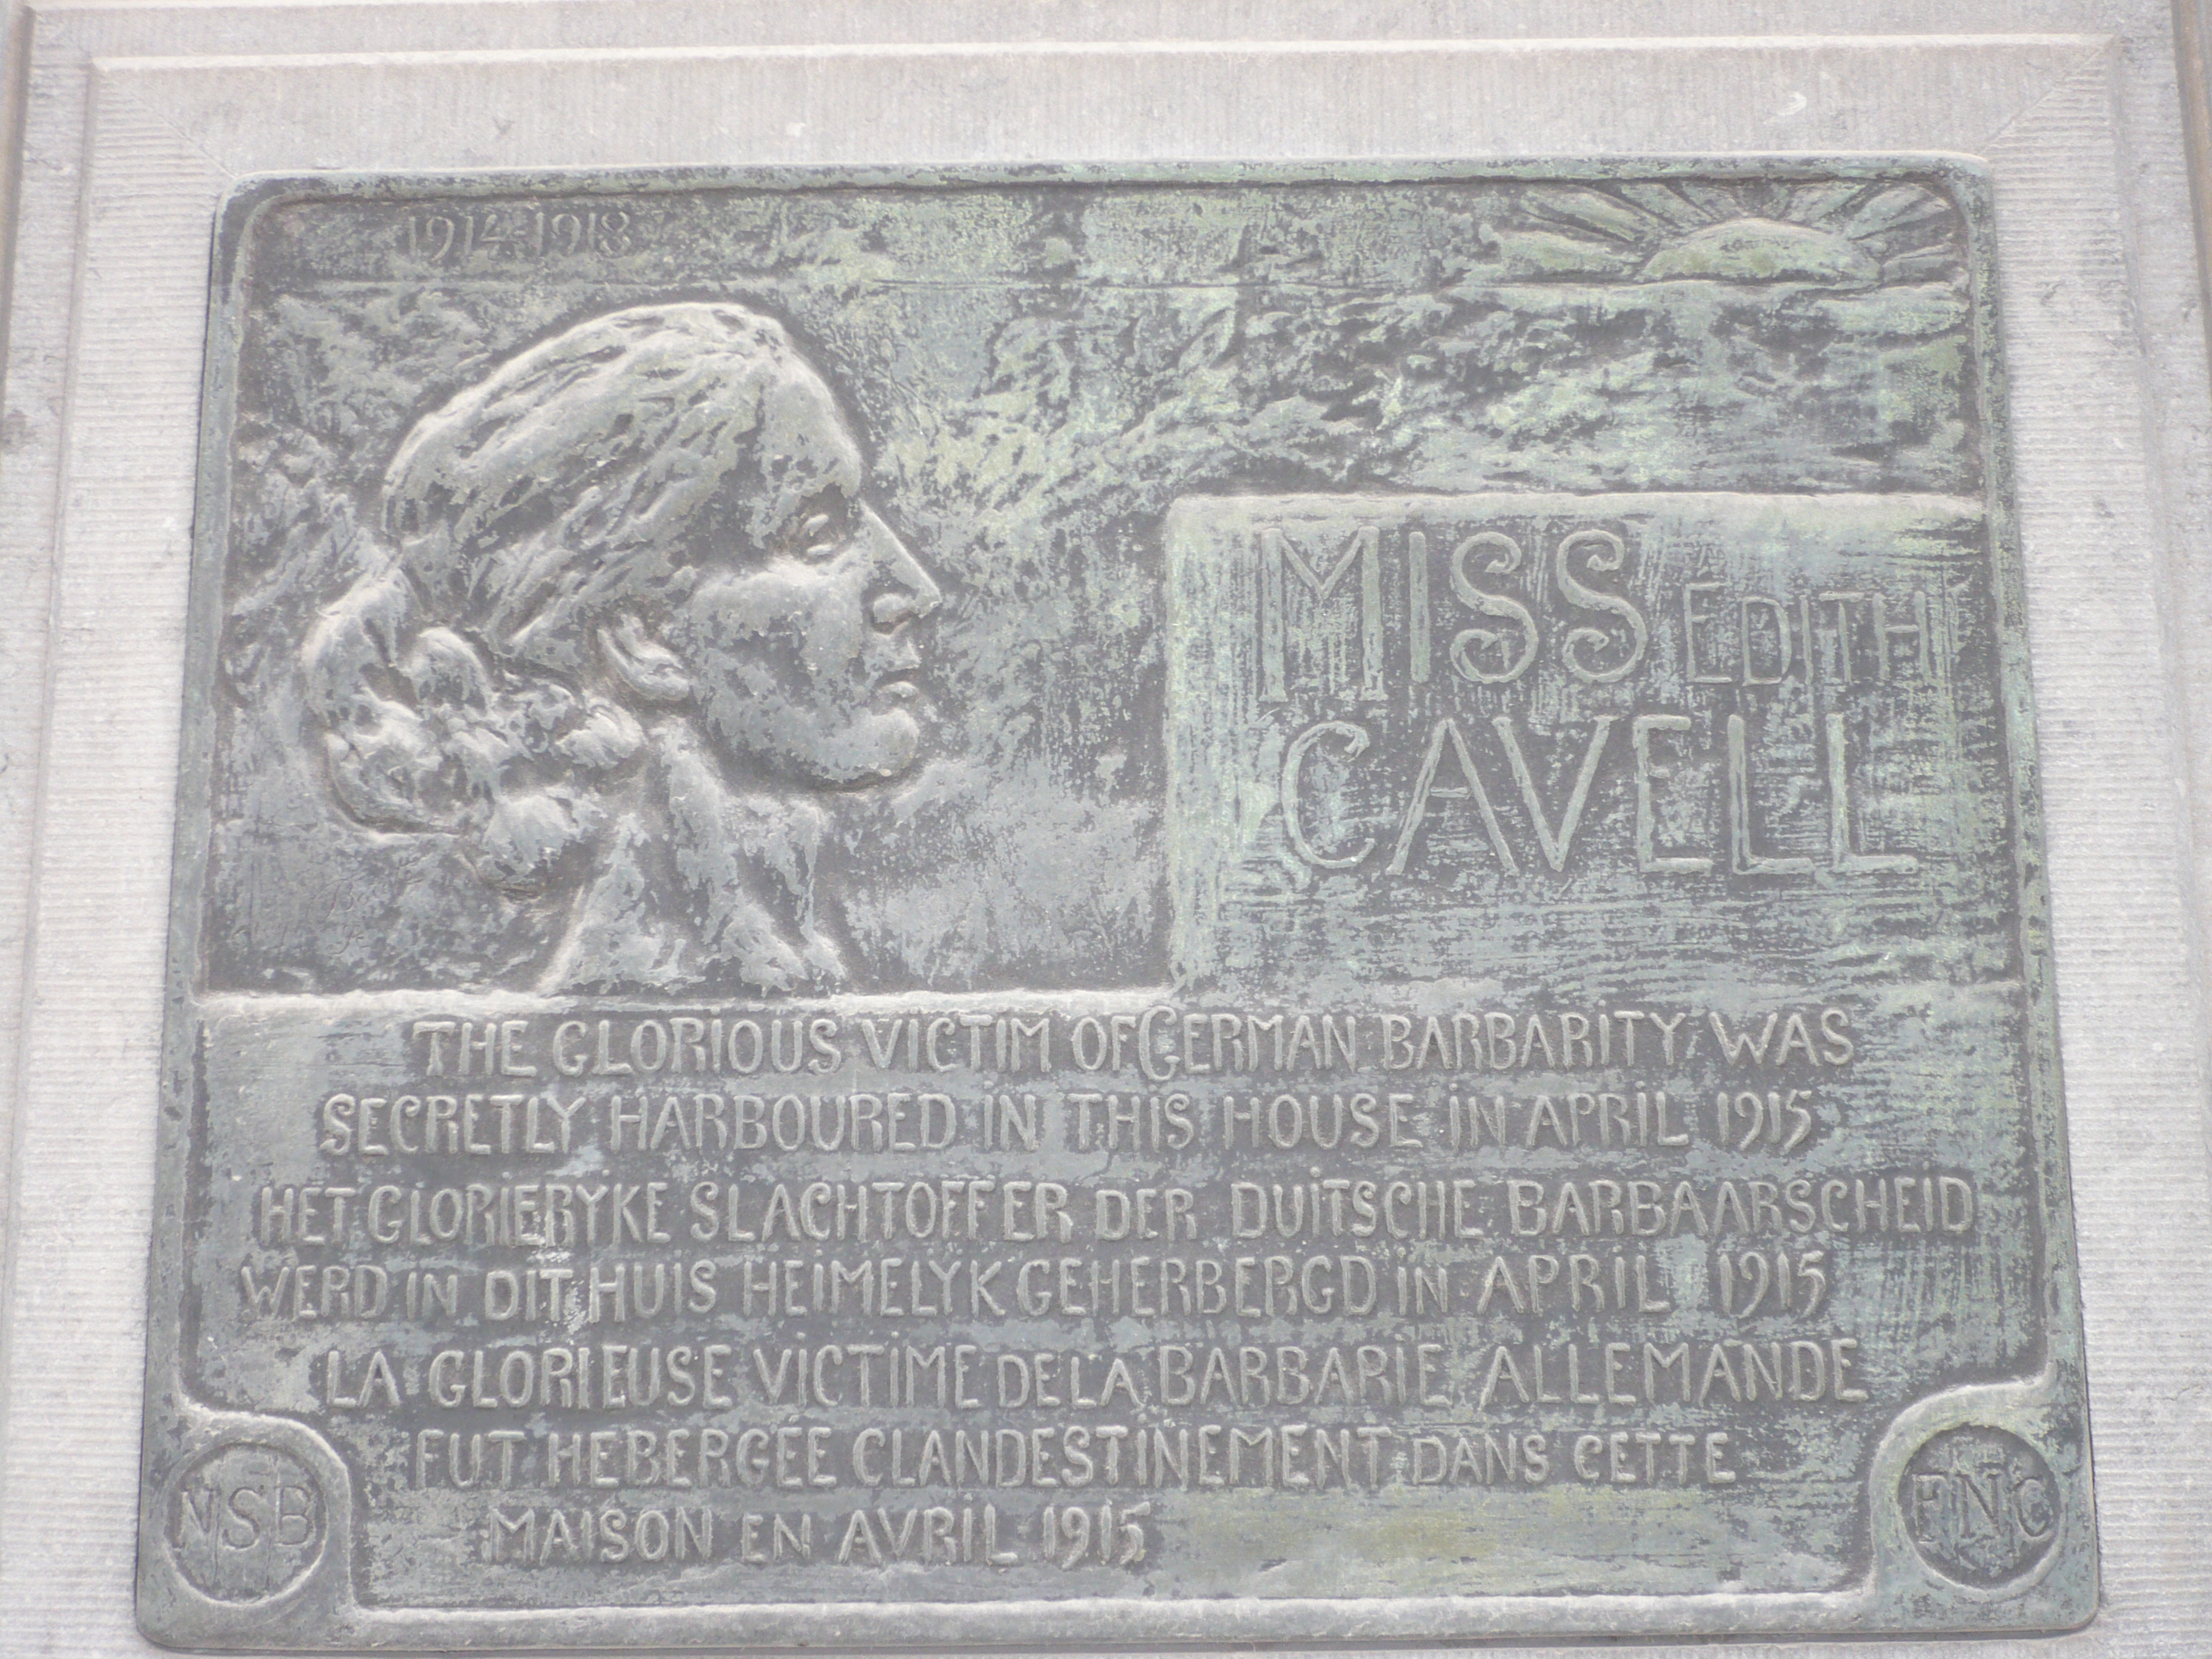 1914-1918
MISS ÉDITH
CAVELL
THE GLORIOUS VICTIM OF GERMAN BARBARITY WAS
SECRETLY HARBOURED IN THIS HOUSE IN APRIL 1915
HET GLORIERYKE SLACHTOFFER DER DUITSCHE BARBAARSCHEID
WERD IN DIT HUIS HEIMELYK GEHERBERGD IN APRIL 1915
LA GLORIEUSE VICTIME DE LA BARBARIE ALLEMANDE
FUT HEBERGEE CLANDESTINEMENT DANS CETTE
MAISON EN AVRIL 1915
NSB
FNC